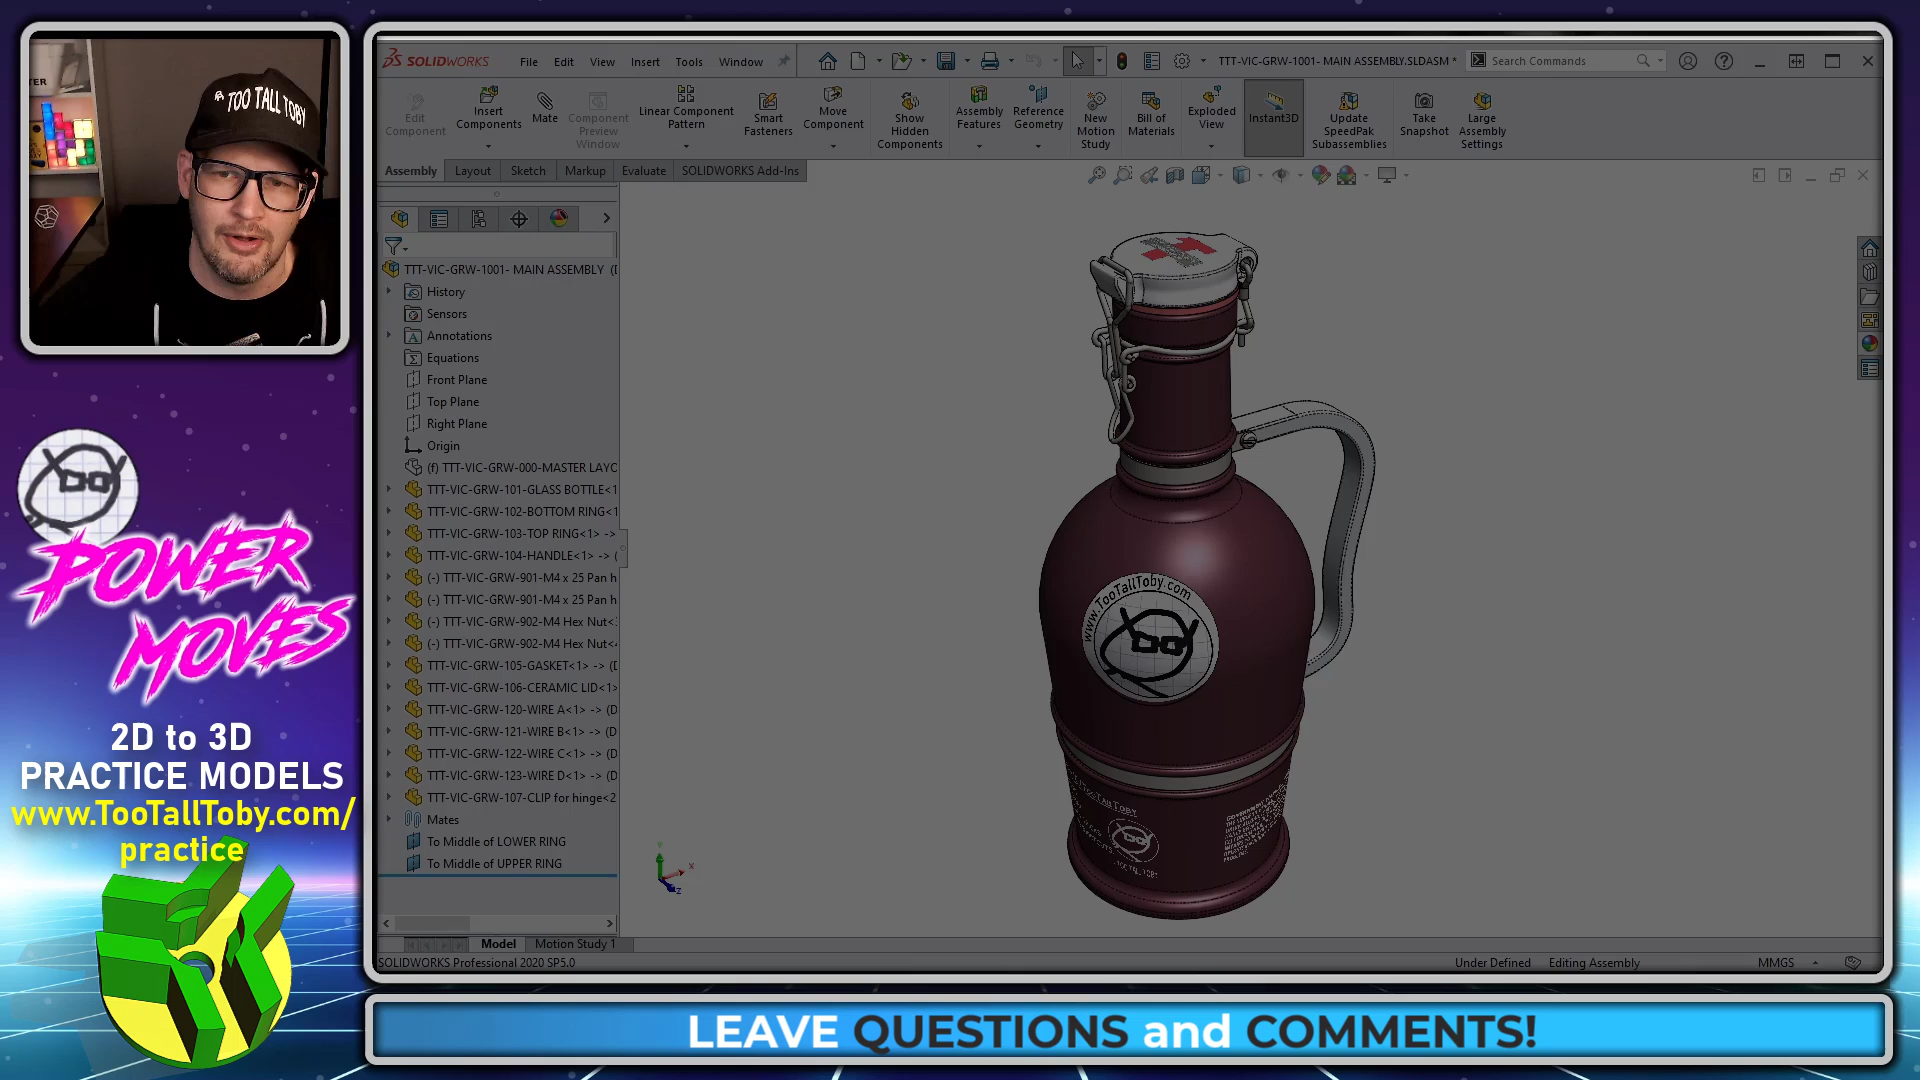 TOO TALL TOBY
POWER
MOVES
2D to 3D
PRACTICE MODELS
www.TooTallToby.com/
practice
SOLIDWORKS
File
Edit
View
Insert
Tools
Window
TTT-VIC-GRW-1001- MAIN ASSEMBLY.SLDASM *
Search Commands
Edit
Component
Insert
Components
Mate
Component
Preview
Window
Linear Component
Pattern
Smart
Fasteners
Move
Component
Show
Hidden
Components
Assembly
Features
Reference
Geometry
New
Motion
Study
Bill of
Materials
Exploded
View
Instant3D
Update
SpeedPak
Subassemblies
Take
Snapshot
Large
Assembly
Settings
Assembly
Layout
Sketch
Markup
Evaluate
SOLIDWORKS Add-Ins
TTT-VIC-GRW-1001- MAIN ASSEMBLY (D
History
Sensors
Annotations
Equations
Front Plane
Top Plane
Right Plane
Origin
(f) TTT-VIC-GRW-000-MASTER LAYO
TTT-VIC-GRW-101-GLASS BOTTLE<1
TTT-VIC-GRW-102-BOTTOM RING<1
TTT-VIC-GRW-103-TOP RING<1> ->
TTT-VIC-GRW-104-HANDLE<1> -> (
(-) TTT-VIC-GRW-901-M4 x 25 Pan h
(-) TTT-VIC-GRW-901-M4 x 25 Pan h
(-) TTT-VIC-GRW-902-M4 Hex Nut<
(-) TTT-VIC-GRW-902-M4 Hex Nut<
TTT-VIC-GRW-105-GASKET<1> -> (D
TTT-VIC-GRW-106-CERAMIC LID<1>
TTT-VIC-GRW-120-WIRE A<1> -> (D
TTT-VIC-GRW-121-WIRE B<1> -> (D
TTT-VIC-GRW-122-WIRE C<1> -> (D
TTT-VIC-GRW-123-WIRE D<1> -> (D
TTT-VIC-GRW-107-CLIP for hinge<2
Mates
To Middle of LOWER RING
To Middle of UPPER RING
www.TooTallToby.com
Model
Motion Study 1
SOLIDWORKS Professional 2020 SP5.0
Under Defined
Editing Assembly
MMGS
LEAVE QUESTIONS and COMMENTS!